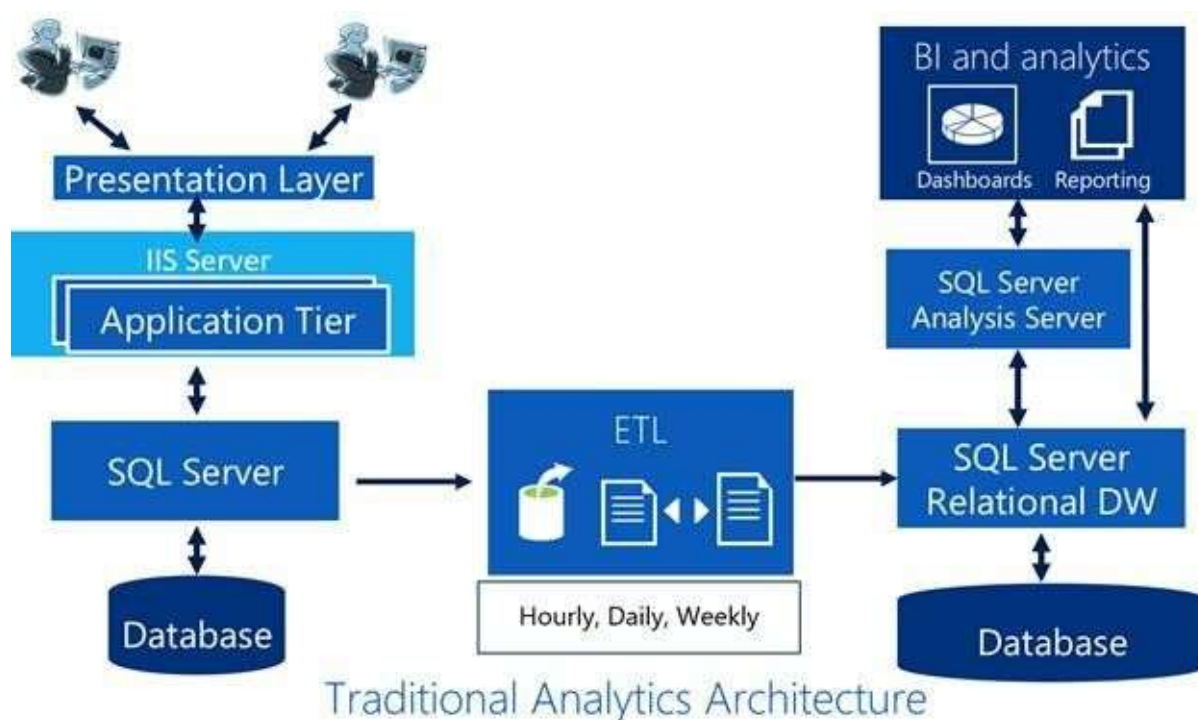 Presentation Layer
IIS Server
Application Tier
SQL Server
Database
ETL
Hourly, Daily, Weekly
BI and analytics
Dashboards Reporting
SQL Server
Analysis Server
SQL Server
Relational DW
Database
Traditional Analytics Architecture